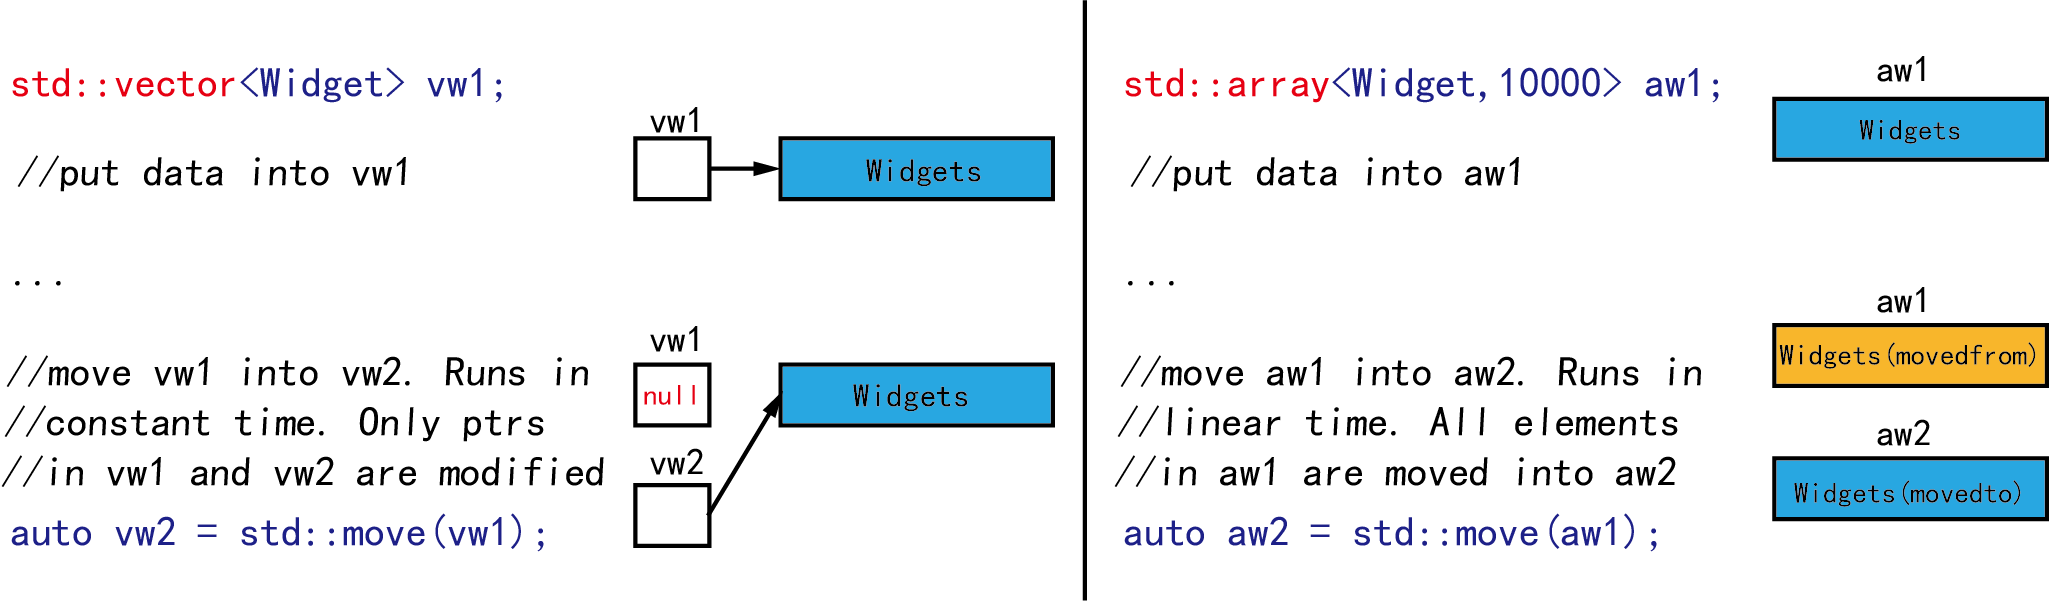 std::vector<Widget> vw1;
//put data into vw1
...
//move vw1 into vw2. Runs in
//constant time. Only ptrs
//in vw1 and vw2 are modified
auto vw2 = std::move(vw1);
vw1
Widgets
vw1
null
Widgets
vw2
std::array<Widget,10000> aw1;
//put data into aw1
...
//move aw1 into aw2. Runs in
//linear time. All elements
//in aw1 are moved into aw2
auto aw2 = std::move(aw1);
aw1
Widgets
aw1
Widgets(movedfrom)
aw2
Widgets(movedto)